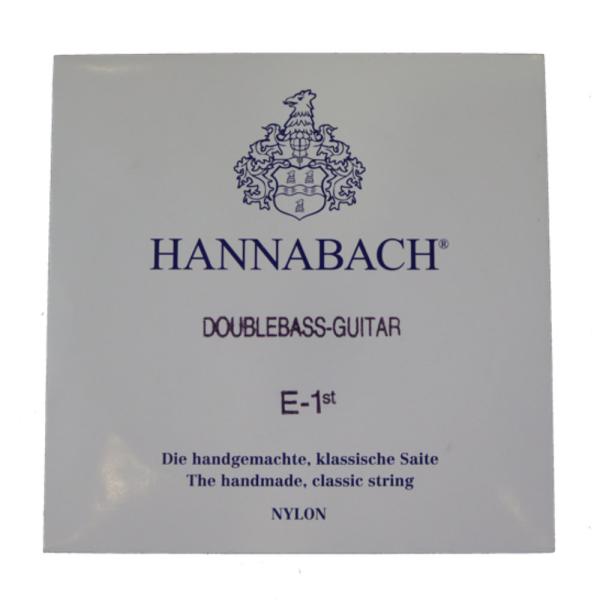 HANNABACH®
DOUBLEBASS-GUITAR
E-1st
Die handgemachte, klassische Saite
The handmade, classic string
NYLON